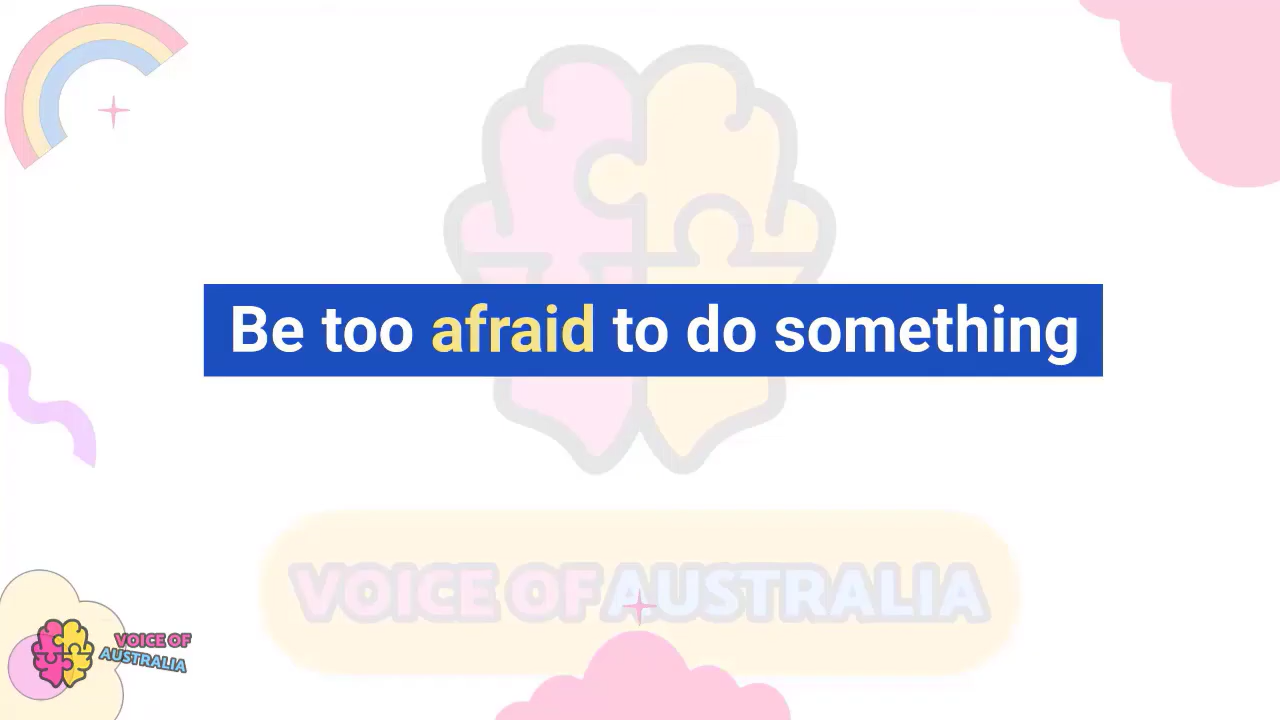 Be too afraid to do something
VOICE OF AUSTRALIA
VOICE OF
AUSTRALIA